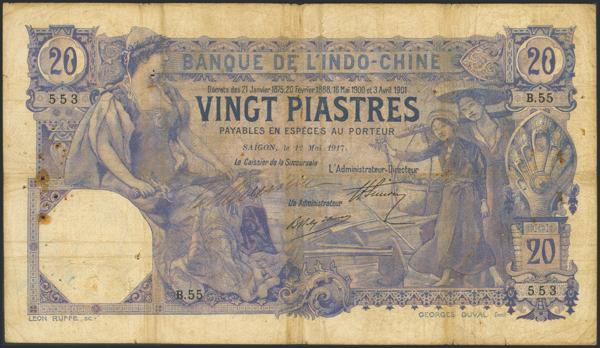 20
BANQUE DE L'INDO-CHINE
20
553
Décrets des 21 Janvier 1875, 20 Février 1888, 16 Mai 1900 et 3 Avril 1901
B.55
VINGT PIASTRES
PAYABLES EN ESPÈCES AU PORTEUR
SAIGON, le 12 Mai 1917.
Le Caissier de la Succursale
L'Administrateur-Directeur
Un Administrateur
20
B.55
553
LEON RUFFE_sc.
GEORGES DUVAL